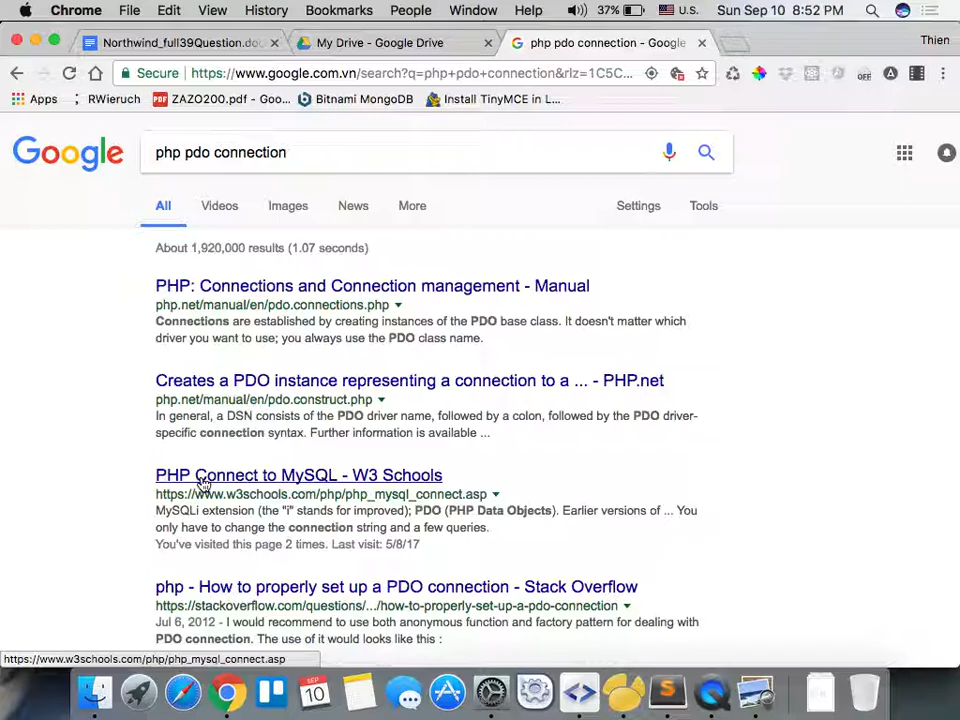 Chrome File Edit View History Bookmarks People Window Help 37% U.S. Sun Sep 10 8:52 PM
Northwind_full39Question.doc
My Drive - Google Drive
php pdo connection - Google
Thien
Secure https://www.google.com.vn/search?q=php+pdo+connection&rlz=1C5C...
OFF
Apps RWieruch PDF ZAZO200.pdf - Goo... Bitnami MongoDB Install TinyMCE in L...
Google
php pdo connection
All Videos Images News More Settings Tools
About 1,920,000 results (1.07 seconds)
PHP: Connections and Connection management - Manual
php.net/manual/en/pdo.connections.php
Connections are established by creating instances of the PDO base class. It doesn't matter which
driver you want to use; you always use the PDO class name.
Creates a PDO instance representing a connection to a ... - PHP.net
php.net/manual/en/pdo.construct.php
In general, a DSN consists of the PDO driver name, followed by a colon, followed by the PDO driver-
specific connection syntax. Further information is available ...
PHP Connect to MySQL - W3 Schools
https://www.w3schools.com/php/php_mysql_connect.asp
MySQLi extension (the "i" stands for improved); PDO (PHP Data Objects). Earlier versions of ... You
only have to change the connection string and a few queries.
You've visited this page 2 times. Last visit: 5/8/17
php - How to properly set up a PDO connection - Stack Overflow
https://stackoverflow.com/questions/.../how-to-properly-set-up-a-pdo-connection
Jul 6, 2012 - I would recommend to use both anonymous function and factory pattern for dealing with
PDO connection. The use of it would looks like this :
https://www.w3schools.com/php/php_mysql_connect.asp
SEP
10